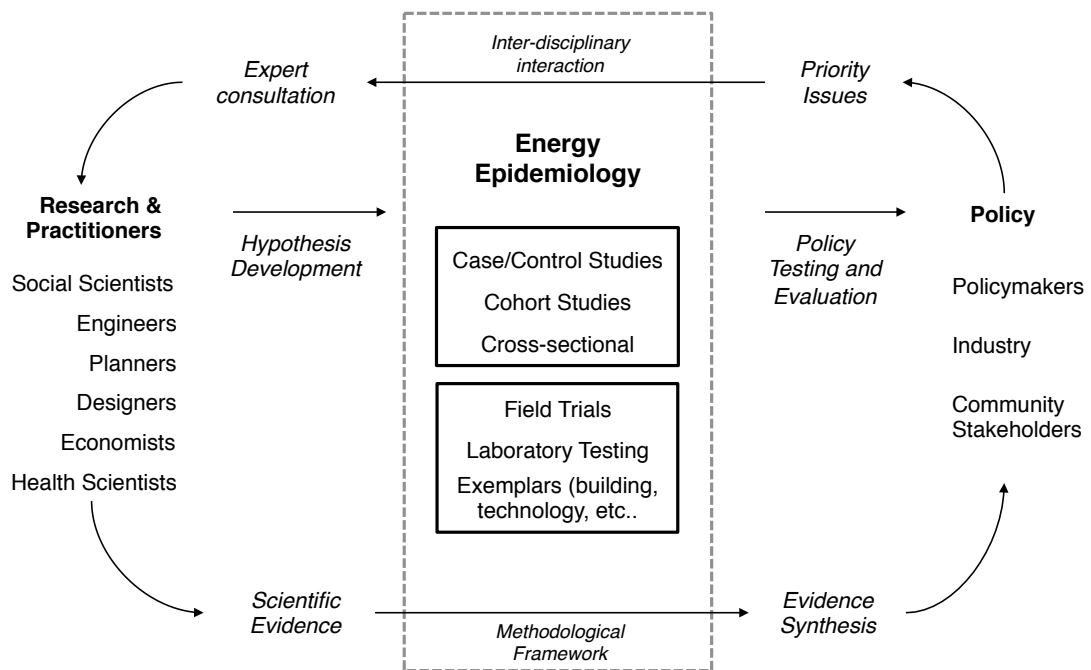 Inter-disciplinary
interaction
Expert
consultation
Priority
Issues
Energy
Epidemiology
Research &
Practitioners
Hypothesis
Development
Policy
Testing and
Evaluation
Policy
Social Scientists
Engineers
Planners
Designers
Economists
Health Scientists
Case/Control Studies
Cohort Studies
Cross-sectional
Field Trials
Laboratory Testing
Exemplars (building,
technology, etc..
Policymakers
Industry
Community
Stakeholders
Scientific
Evidence
Methodological
Framework
Evidence
Synthesis